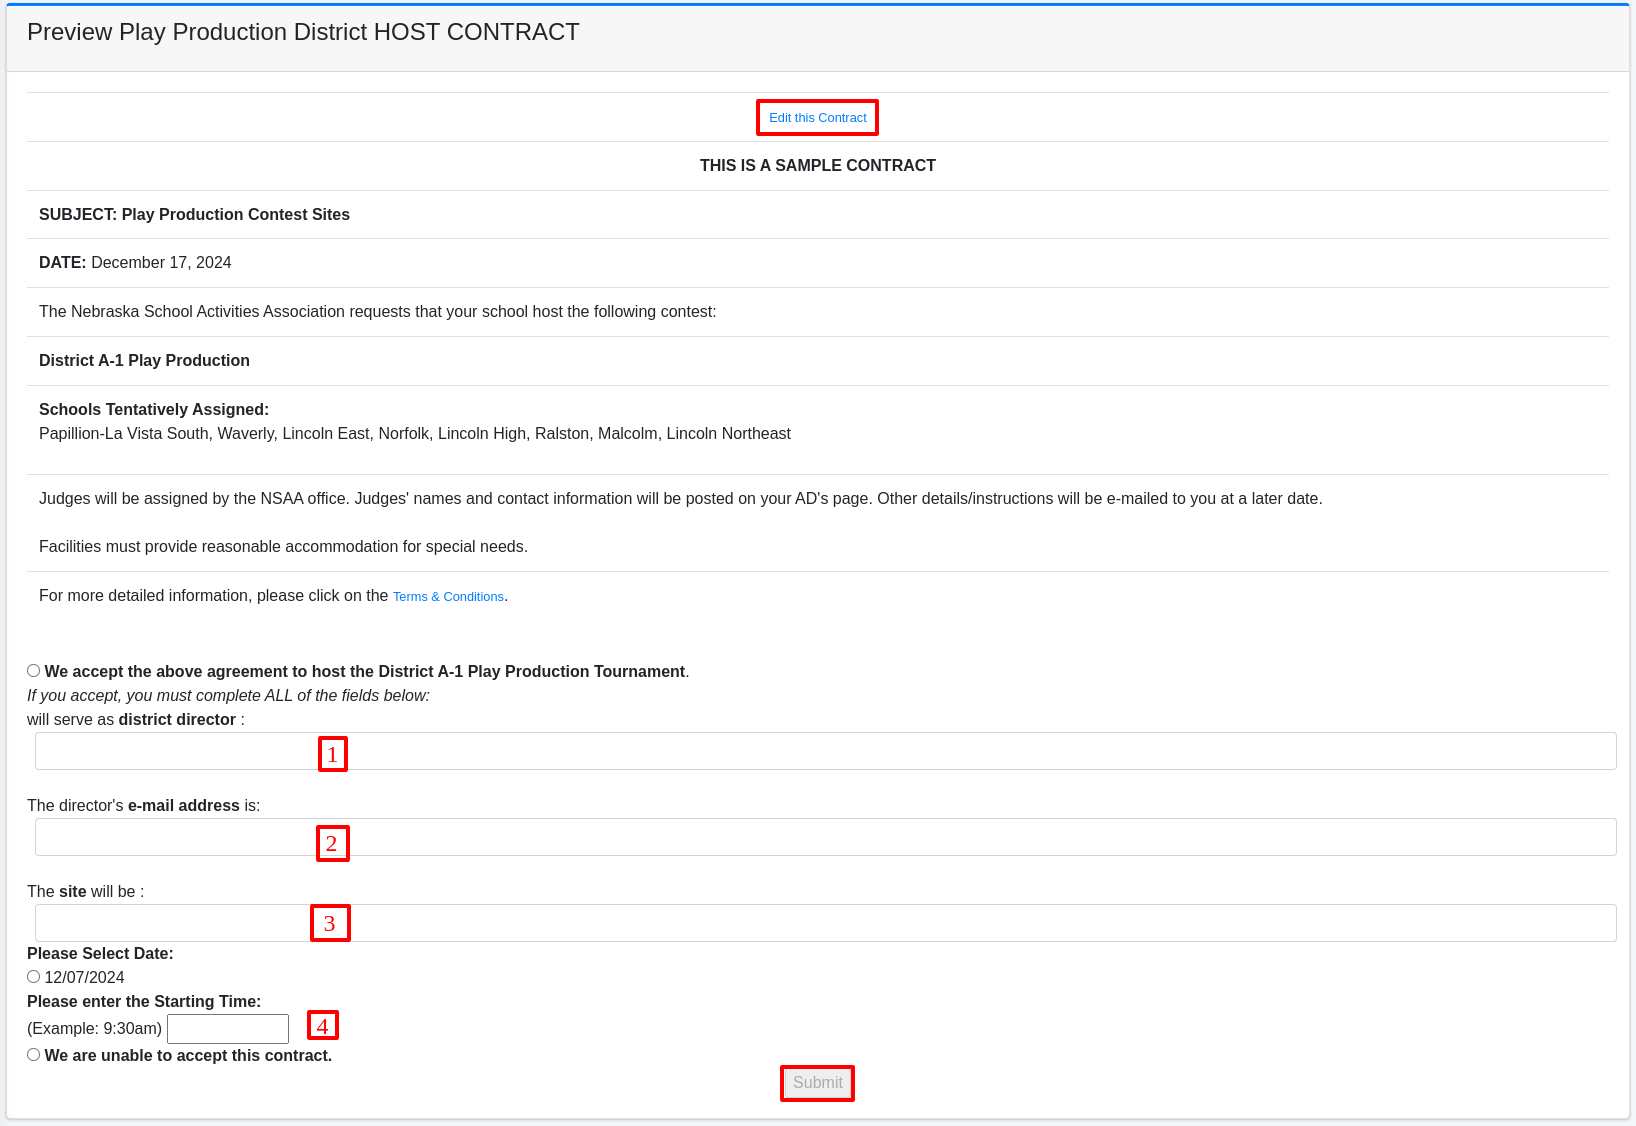 Preview Play Production District HOST CONTRACT
Edit this Contract
THIS IS A SAMPLE CONTRACT
SUBJECT: Play Production Contest Sites
DATE: December 17, 2024
The Nebraska School Activities Association requests that your school host the following contest:
District A-1 Play Production
Schools Tentatively Assigned:
Papillion-La Vista South, Waverly, Lincoln East, Norfolk, Lincoln High, Ralston, Malcolm, Lincoln Northeast
Judges will be assigned by the NSAA office. Judges' names and contact information will be posted on your AD's page. Other details/instructions will be e-mailed to you at a later date.
Facilities must provide reasonable accommodation for special needs.
For more detailed information, please click on the Terms & Conditions.
We accept the above agreement to host the District A-1 Play Production Tournament.
If you accept, you must complete ALL of the fields below:
will serve as district director :
1
The director's e-mail address is:
2
The site will be :
3
Please Select Date:
12/07/2024
Please enter the Starting Time:
(Example: 9:30am) 4
We are unable to accept this contract.
Submit